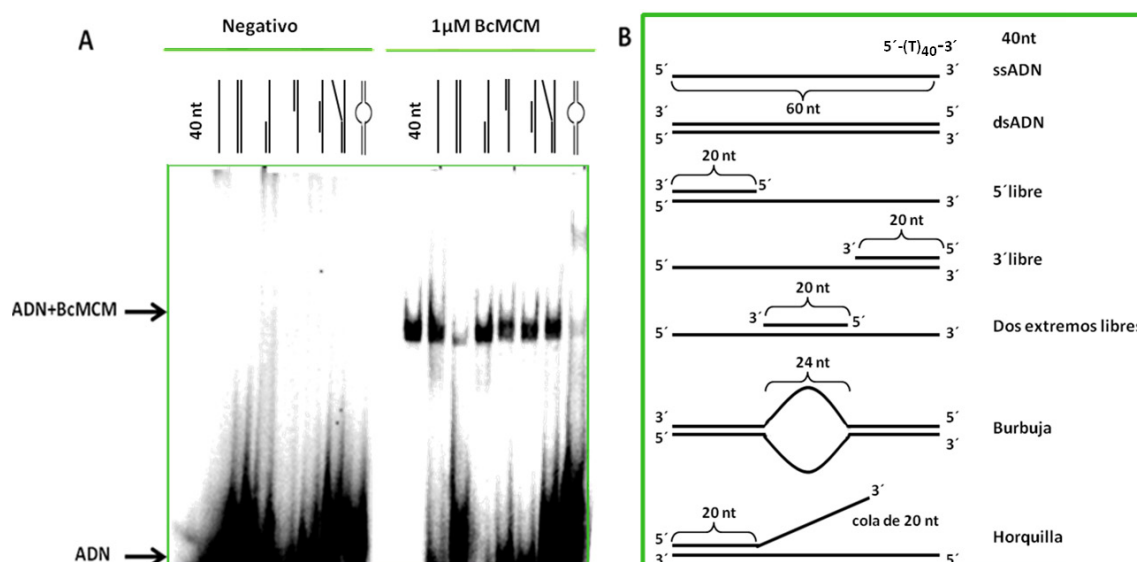 A
Negativo
1µM BcMCM
40 nt
40 nt
ADN+BcMCM
ADN
B
5´-(T)40-3´
40nt
5´
3´
ssADN
60 nt
3´
5´
dsADN
5´
3´
20 nt
3´
5´
5´libre
5´
3´
20 nt
3´
5´
3´libre
5´
3´
20 nt
3´
5´
Dos extremos libres
5´
3´
24 nt
3´
5´
Burbuja
5´
3´
3´
20 nt
cola de 20 nt
5´
Horquilla
3´
5´